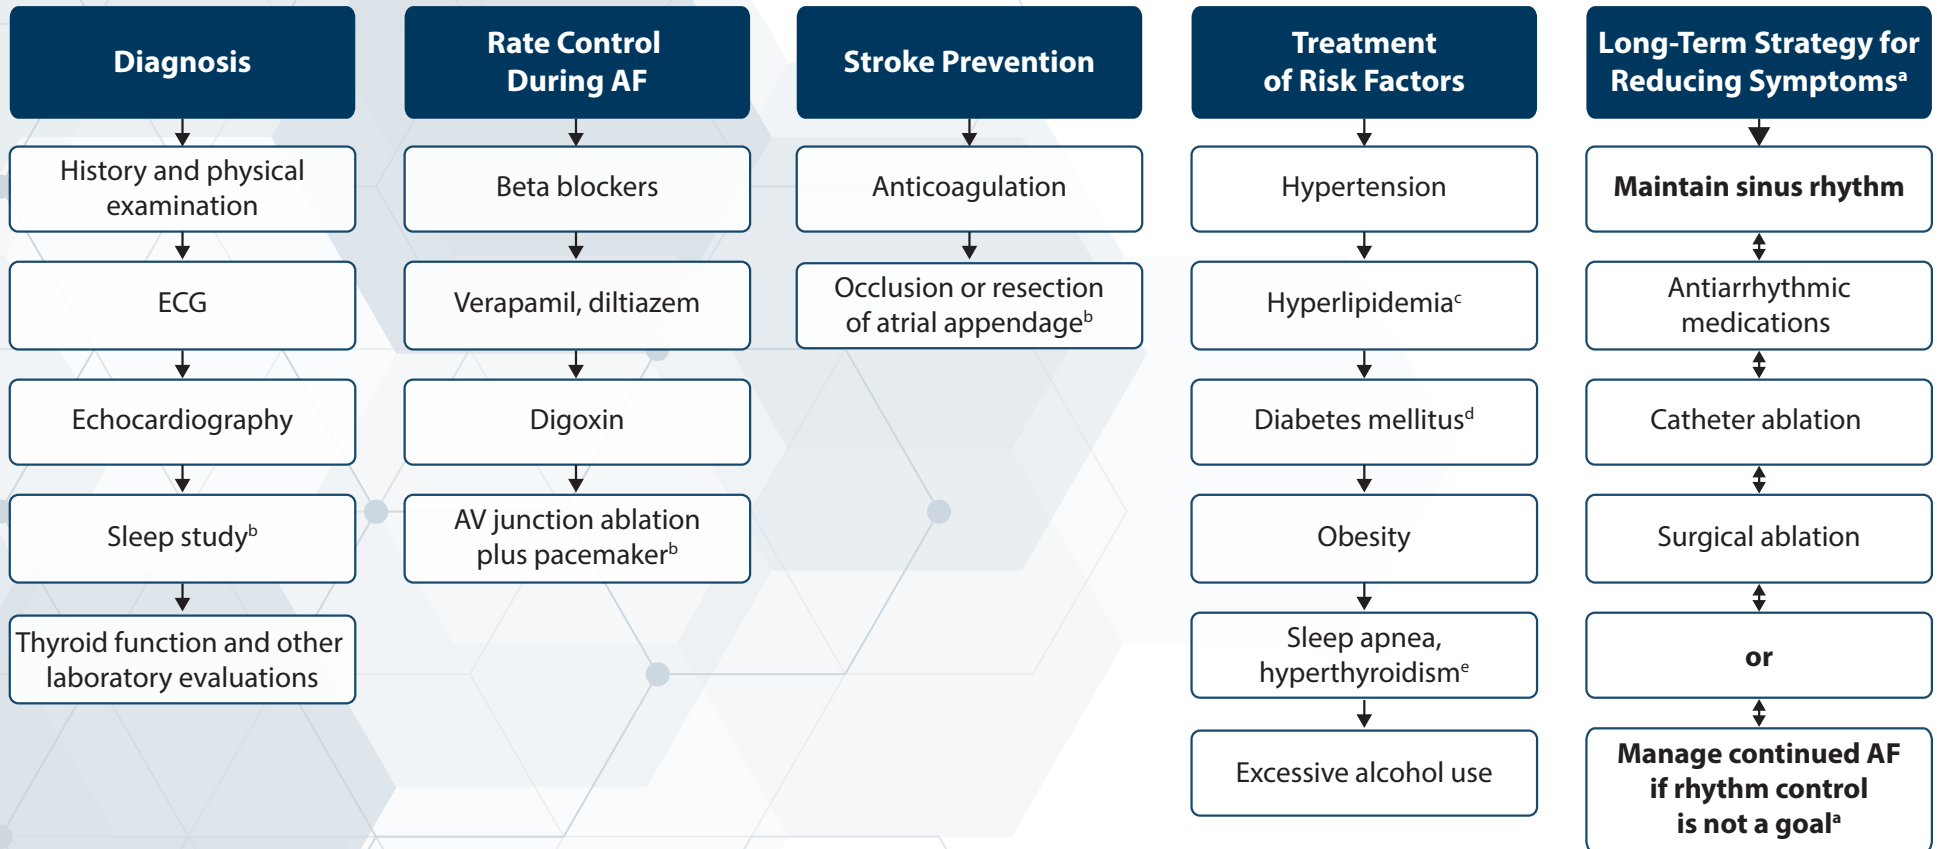 Diagnosis
History and physical
examination
ECG
Echocardiography
Sleep studyᵇ
Thyroid function and other
laboratory evaluations
Rate Control
During AF
Beta blockers
Verapamil, diltiazem
Digoxin
AV junction ablation
plus pacemakerᵇ
Stroke Prevention
Anticoagulation
Occlusion or resection
of atrial appendageᵇ
Treatment
of Risk Factors
Hypertension
Hyperlipidemiaᶜ
Diabetes mellitusᵈ
Obesity
Sleep apnea,
hyperthyroidismᵉ
Excessive alcohol use
Long-Term Strategy for
Reducing Symptomsᵃ
Maintain sinus rhythm
Antiarrhythmic
medications
Catheter ablation
Surgical ablation
or
Manage continued AF
if rhythm control
is not a goalᵃ